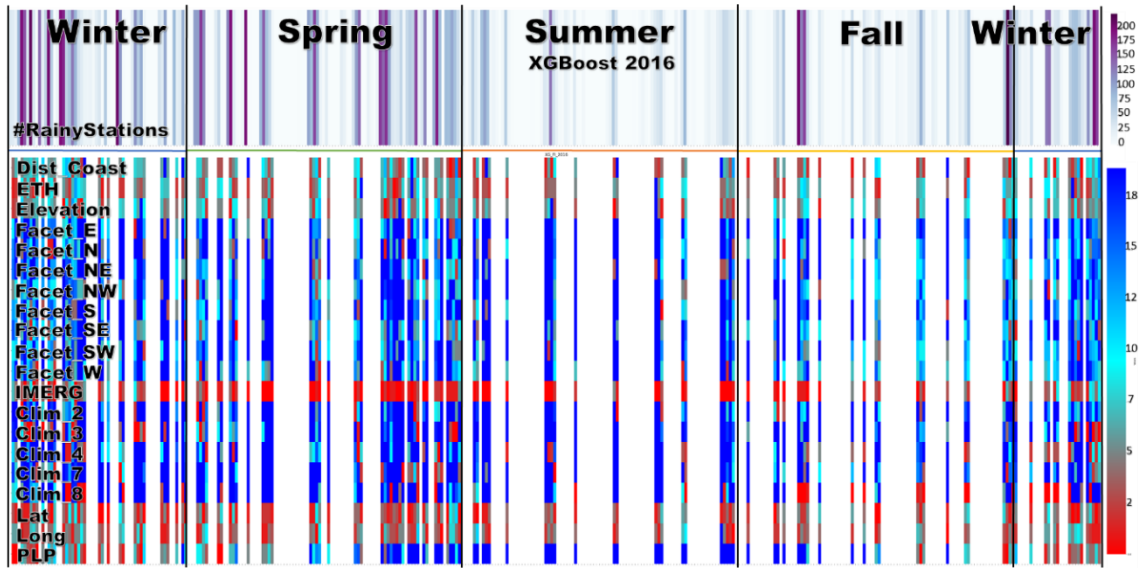 Winter Spring Summer Fall Winter
XGBoost 2016
#RainyStations
200
175
150
125
100
75
50
25
0
Dist_Coast
ETH
Elevation
Facet_E
Facet_N
Facet_NE
Facet_NW
Facet_S
Facet_SE
Facet_SW
Facet_W
IMERG
Clim_2
Clim_3
Clim_4
Clim_7
Clim_8
Lat
Long
PLP
18
15
12
10
7
5
2